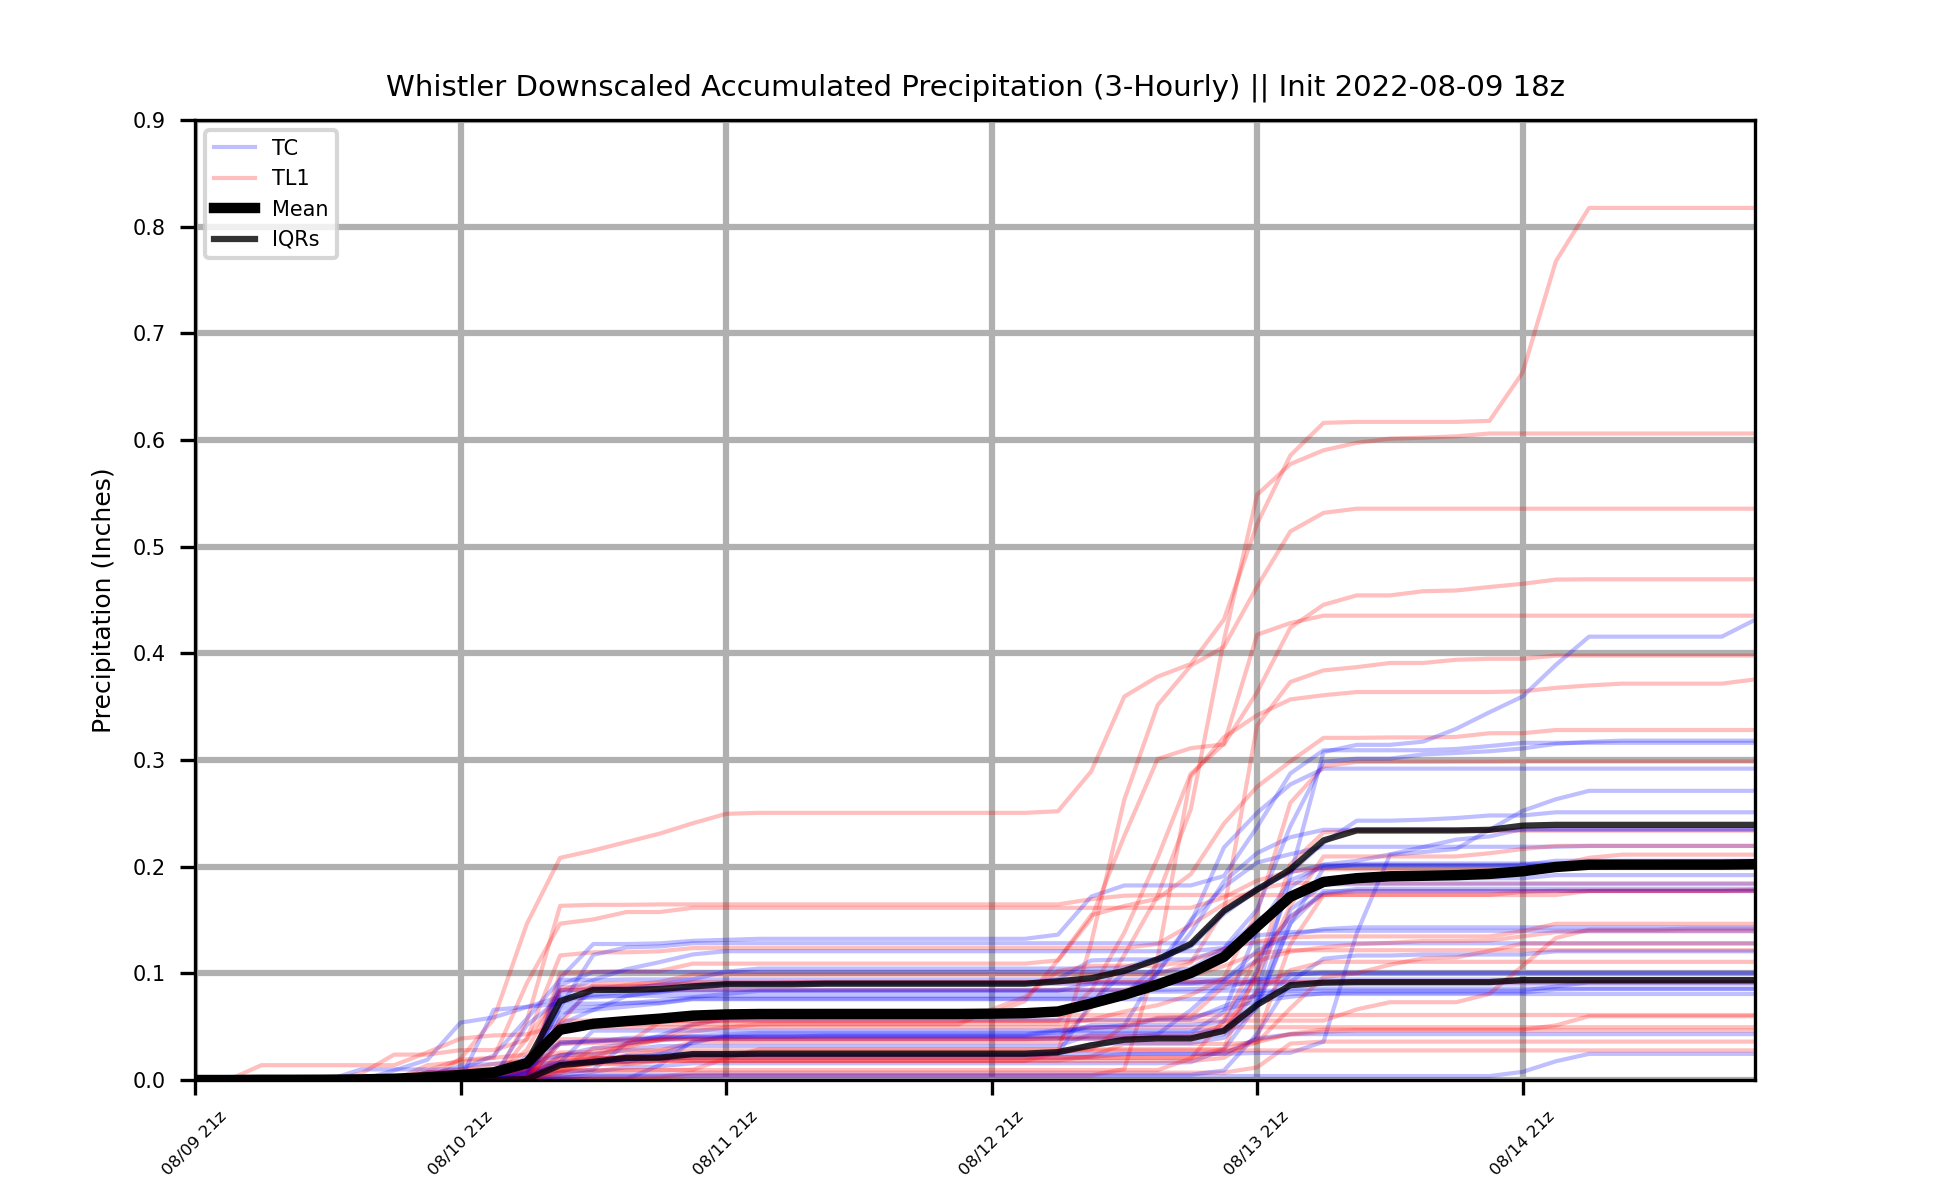 Whistler Downscaled Accumulated Precipitation (3-Hourly) || Init 2022-08-09 18z
TC
TL1
Mean
IQRs
Precipitation (Inches)
0.9
0.8
0.7
0.6
0.5
0.4
0.3
0.2
0.1
0.0
08/09 21z
08/10 21z
08/11 21z
08/12 21z
08/13 21z
08/14 21z